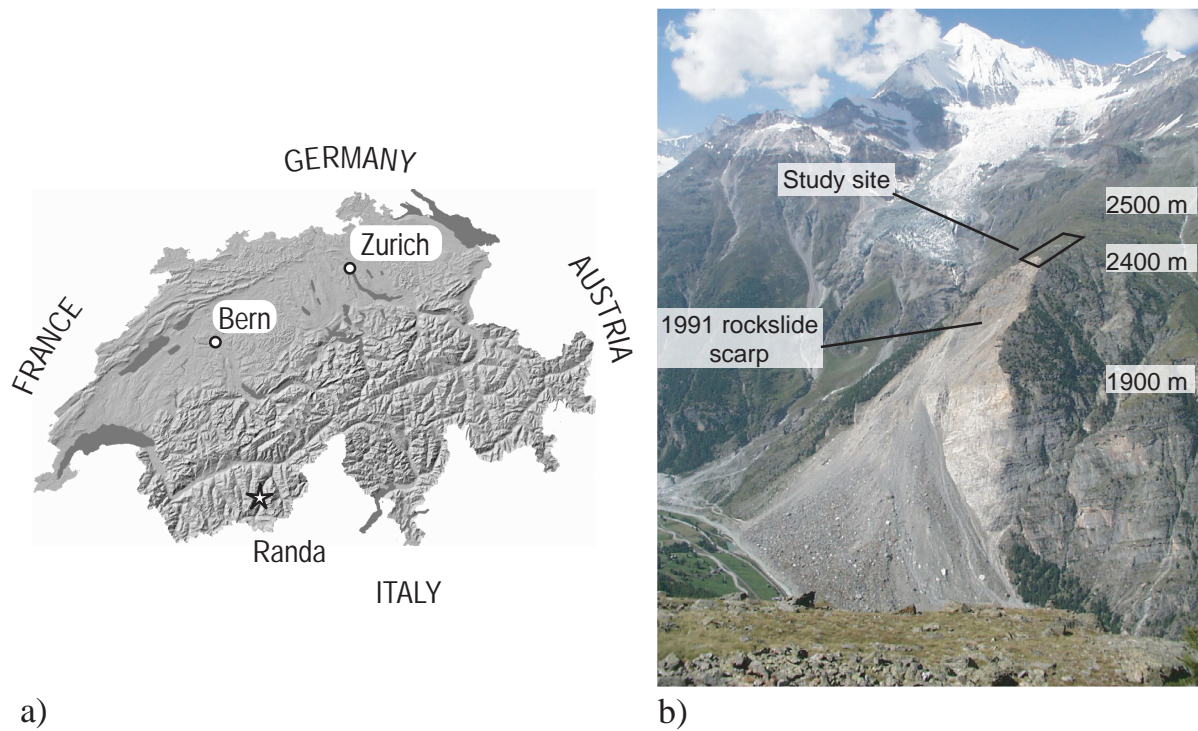 GERMANY
Zurich
Bern
FRANCE
AUSTRIA
Randa
ITALY
a)
Study site
2500 m
2400 m
1991 rockslide
scarp
1900 m
b)